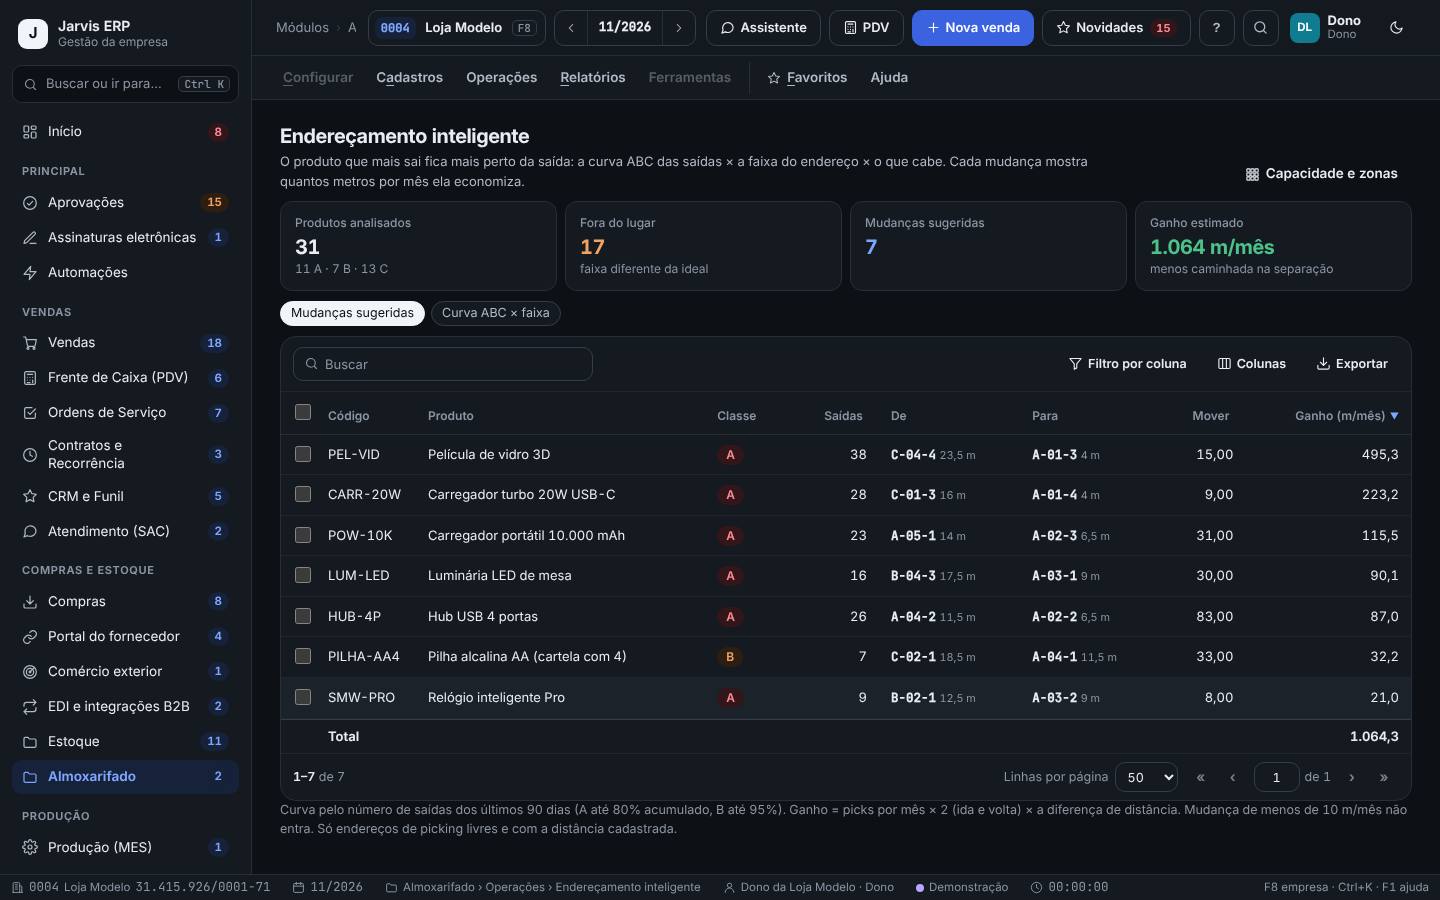 J
Jarvis ERP
Gestão da empresa
Buscar ou ir para... Ctrl K
Início 8
PRINCIPAL
Aprovações 15
Assinaturas eletrônicas 1
Automações
VENDAS
Vendas 18
Frente de Caixa (PDV) 6
Ordens de Serviço 7
Contratos e
Recorrência 3
CRM e Funil 5
Atendimento (SAC) 2
COMPRAS E ESTOQUE
Compras 8
Portal do fornecedor 4
Comércio exterior 1
EDI e integrações B2B 2
Estoque 11
Almoxarifado 2
PRODUÇÃO
Produção (MES) 1
Módulos › A 0004 Loja Modelo F8 ‹ 11/2026 › Assistente PDV + Nova venda Novidades 15 ? DL Dono
Dono
Configurar Cadastros Operações Relatórios Ferramentas Favoritos Ajuda
Endereçamento inteligente
O produto que mais sai fica mais perto da saída: a curva ABC das saídas × a faixa do endereço × o que cabe. Cada mudança mostra
quantos metros por mês ela economiza.
Capacidade e zonas
Produtos analisados
31
11 A · 7 B · 13 C
Fora do lugar
17
faixa diferente da ideal
Mudanças sugeridas
7
Ganho estimado
1.064 m/mês
menos caminhada na separação
Mudanças sugeridas Curva ABC × faixa
Buscar Filtro por coluna Colunas Exportar
Código Produto Classe Saídas De Para Mover Ganho (m/mês) ▼
PEL-VID Película de vidro 3D A 38 C-04-4 23,5 m A-01-3 4 m 15,00 495,3
CARR-20W Carregador turbo 20W USB-C A 28 C-01-3 16 m A-01-4 4 m 9,00 223,2
POW-10K Carregador portátil 10.000 mAh A 23 A-05-1 14 m A-02-3 6,5 m 31,00 115,5
LUM-LED Luminária LED de mesa A 16 B-04-3 17,5 m A-03-1 9 m 30,00 90,1
HUB-4P Hub USB 4 portas A 26 A-04-2 11,5 m A-02-2 6,5 m 83,00 87,0
PILHA-AA4 Pilha alcalina AA (cartela com 4) B 7 C-02-1 18,5 m A-04-1 11,5 m 33,00 32,2
SMW-PRO Relógio inteligente Pro A 9 B-02-1 12,5 m A-03-2 9 m 8,00 21,0
Total 1.064,3
1–7 de 7 Linhas por página 50 « ‹ 1 de 1 › »
Curva pelo número de saídas dos últimos 90 dias (A até 80% acumulado, B até 95%). Ganho = picks por mês × 2 (ida e volta) × a diferença de distância. Mudança de menos de 10 m/mês não
entra. Só endereços de picking livres e com a distância cadastrada.
0004 Loja Modelo 31.415.926/0001-71 11/2026 Almoxarifado › Operações › Endereçamento inteligente Dono da Loja Modelo · Dono Demonstração 00:00:00 F8 empresa · Ctrl+K · F1 ajuda